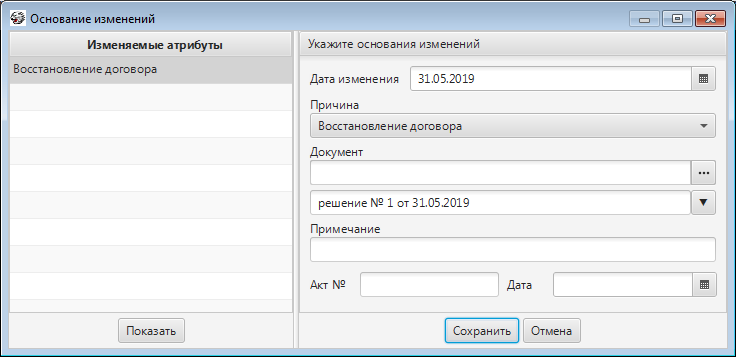 Основание изменений
Изменяемые атрибуты
Восстановление договора
Показать
Укажите основания изменений
Дата изменения 31.05.2019
Причина
Восстановление договора
Документ
...
решение № 1 от 31.05.2019
Примечание
Акт № Дата
Сохранить Отмена